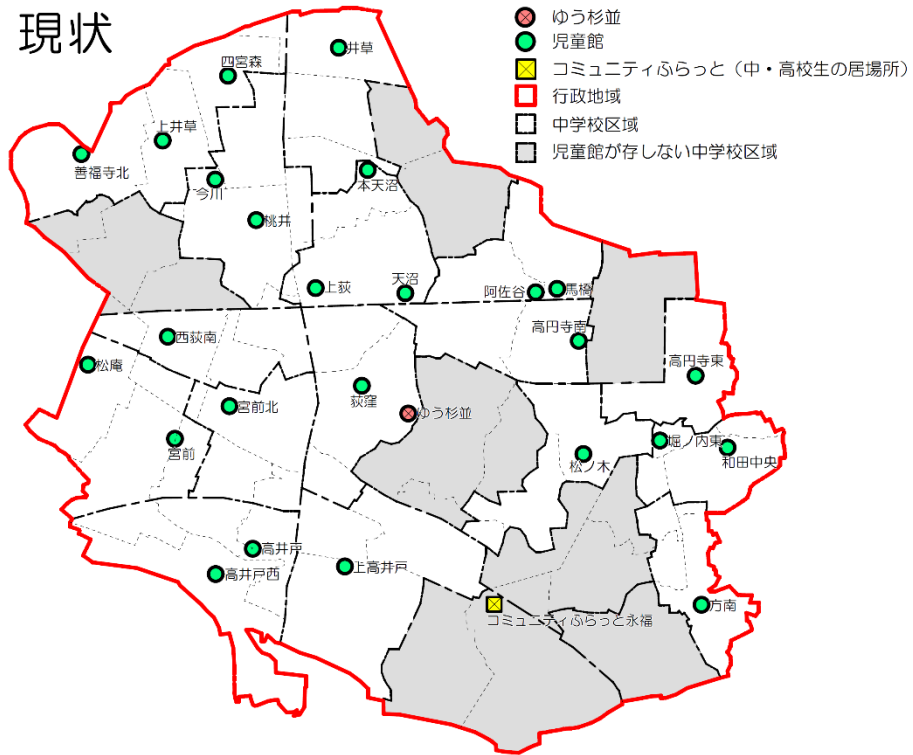 現状
ゆう杉並
児童館
コミュニティふらっと（中・高校生の居場所）
行政地域
中学校区域
児童館が存しない中学校区域
井草
四宮森
上井草
善福寺北
今川
本天沼
桃井
上荻
天沼
阿佐谷
馬橋
高円寺南
西荻南
松庵
高円寺東
荻窪
宮前北
ゆう杉並
宮前
堀ノ内東
和田中央
松ノ木
高井戸
高井戸西
上高井戸
方南
コミュニティふらっと永福